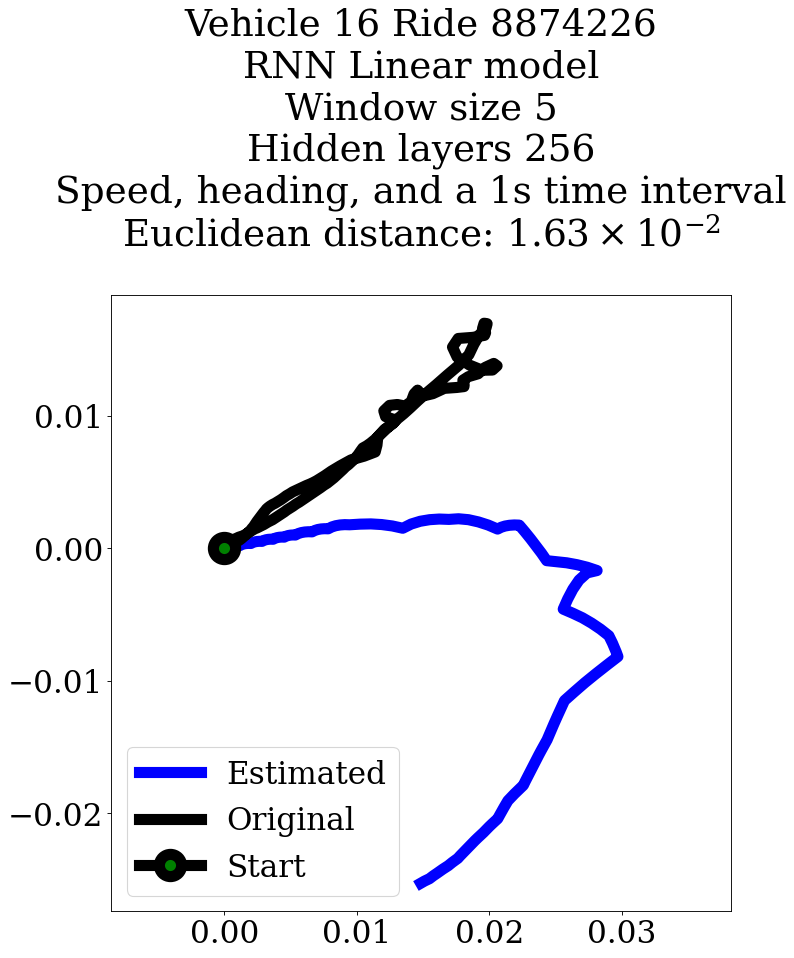 Vehicle 16 Ride 8874226
RNN Linear model
Window size 5
Hidden layers 256
Speed, heading, and a 1s time interval
Euclidean distance: 1.63 × 10⁻²
0.01
0.00
−0.01
−0.02
Estimated
Original
Start
0.00 0.01 0.02 0.03